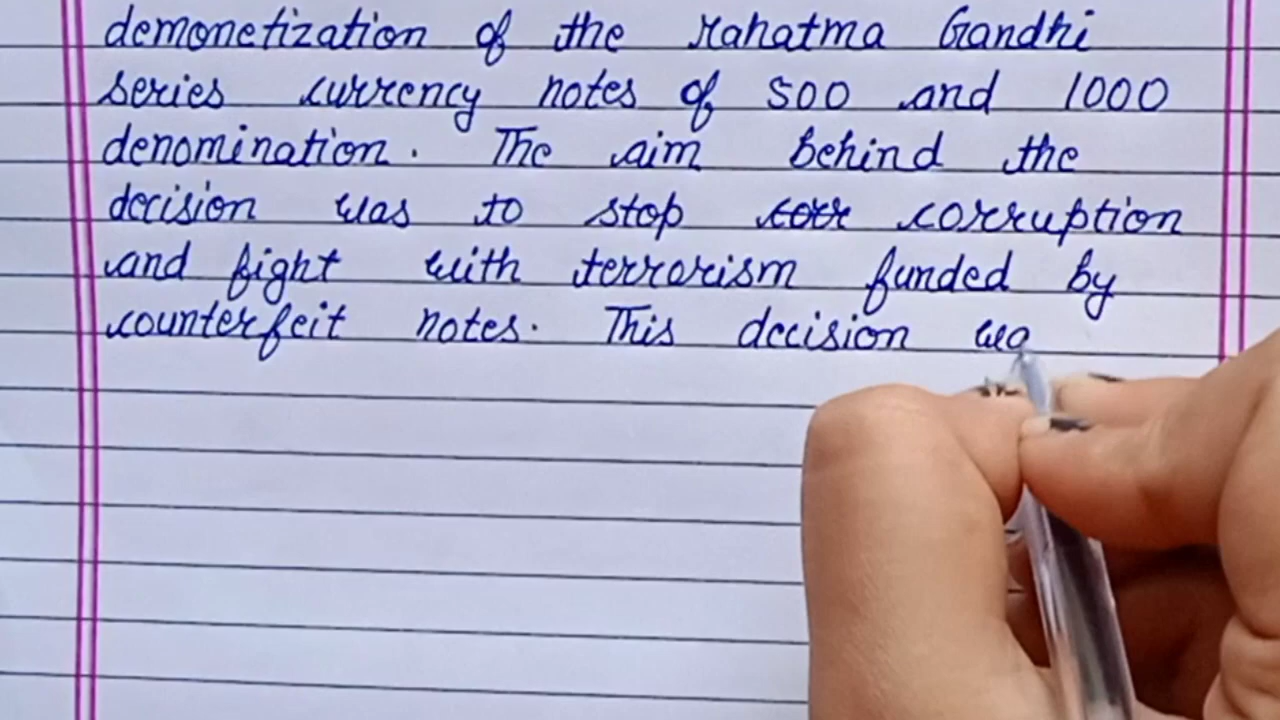 demonetization of the Mahatma Gandhi
series currency notes of 500 and 1000
denomination. The aim behind the
decision was to stop corr corruption
and fight with terrorism funded by
counterfeit notes. This decision wa